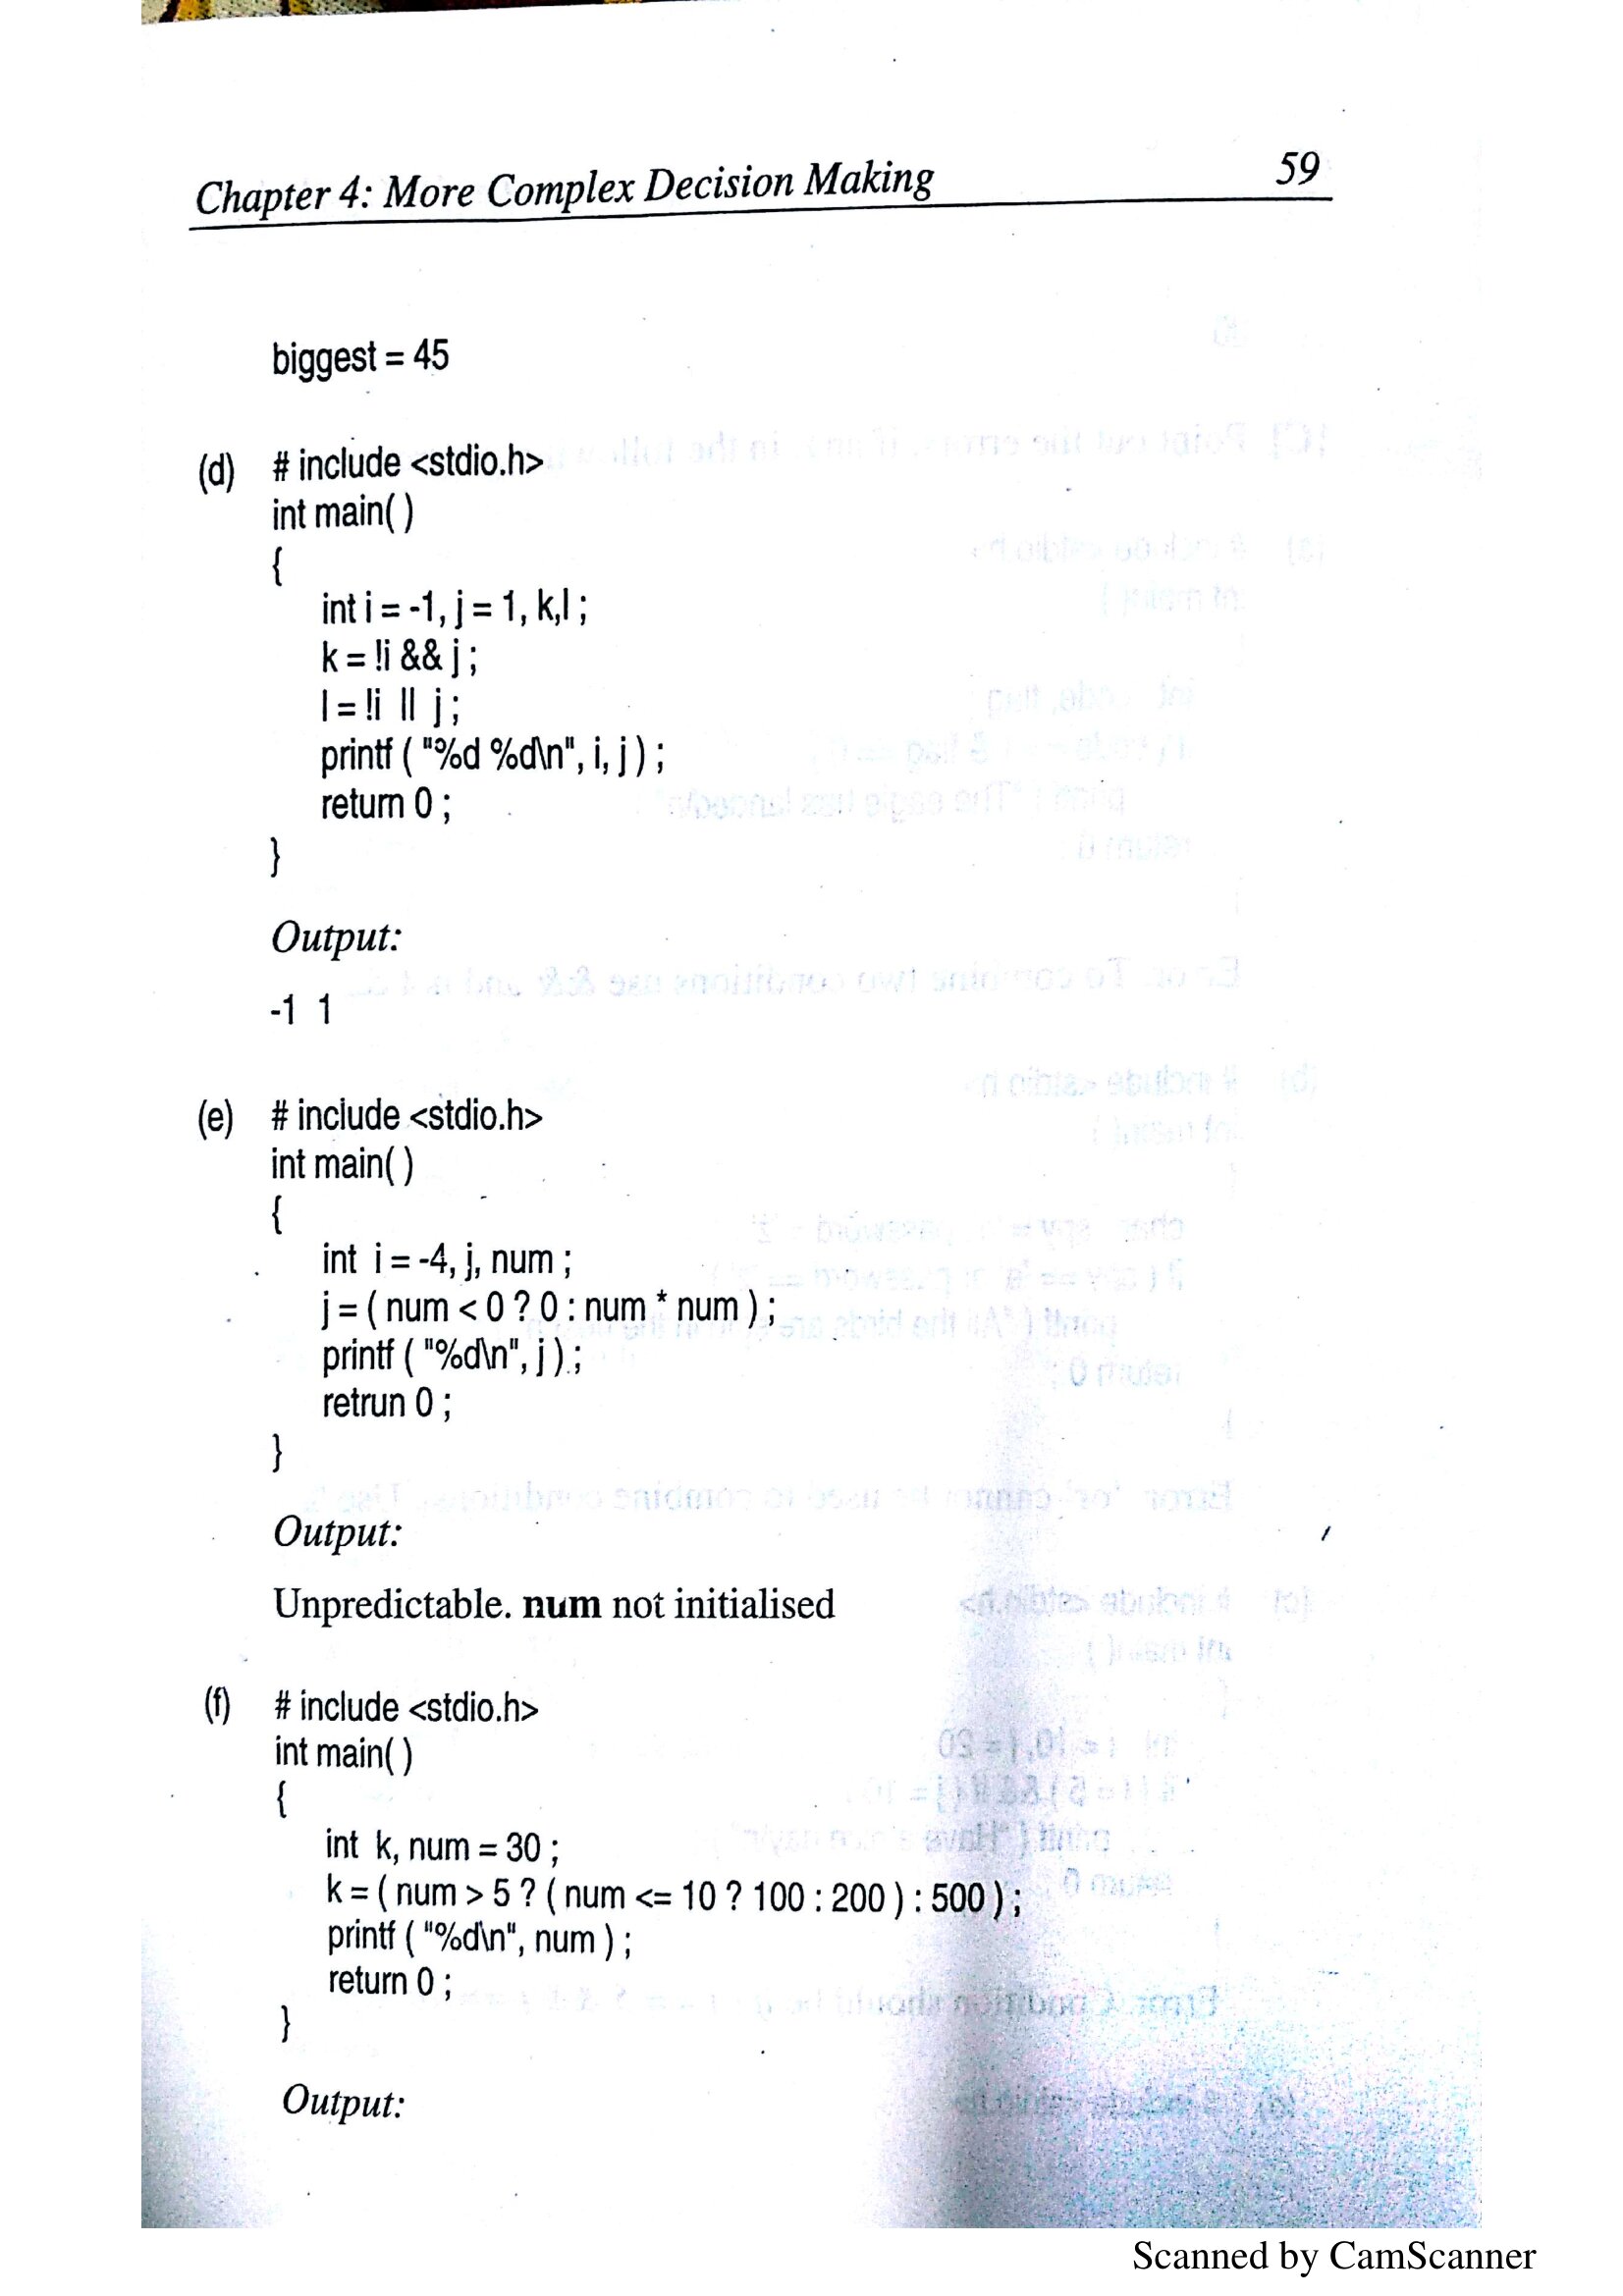 Chapter 4: More Complex Decision Making 59
biggest = 45
(d) # include <stdio.h>
int main( )
{
int i = -1, j = 1, k,l ;
k = !i && j ;
l = !i || j ;
printf ( "%d %d\n", i, j ) ;
return 0 ;
}
Output:
-1 1
(e) # include <stdio.h>
int main( )
{
int i = -4, j, num ;
j = ( num < 0 ? 0 : num * num ) ;
printf ( "%d\n", j ) ;
retrun 0 ;
}
Output:
Unpredictable. num not initialised
(f) # include <stdio.h>
int main( )
{
int k, num = 30 ;
k = ( num > 5 ? ( num <= 10 ? 100 : 200 ) : 500 ) ;
printf ( "%d\n", num ) ;
return 0 ;
}
Output:
Scanned by CamScanner